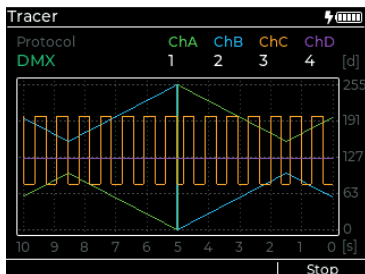 Tracer
Protocol ChA ChB ChC ChD
DMX 1 2 3 4 [d]
255
191
127
63
0
10 9 8 7 6 5 4 3 2 1 0 [s]
Stop